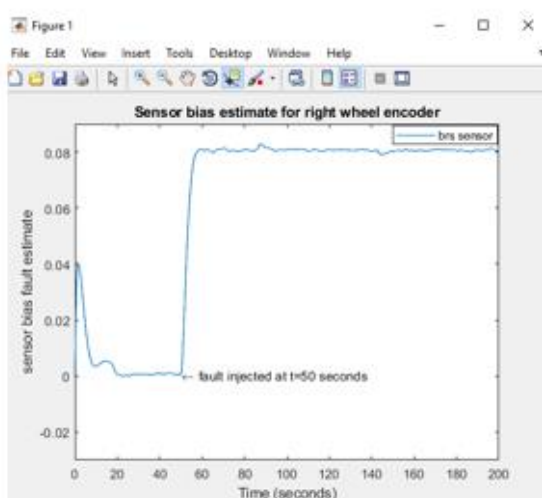 Figure 1
File Edit View Insert Tools Desktop Window Help
Sensor bias estimate for right wheel encoder
brs sensor
0.08
0.06
0.04
0.02
0
-0.02
sensor bias fault estimate
fault injected at t=50 seconds
0 20 40 60 80 100 120 140 160 180 200
Time (seconds)